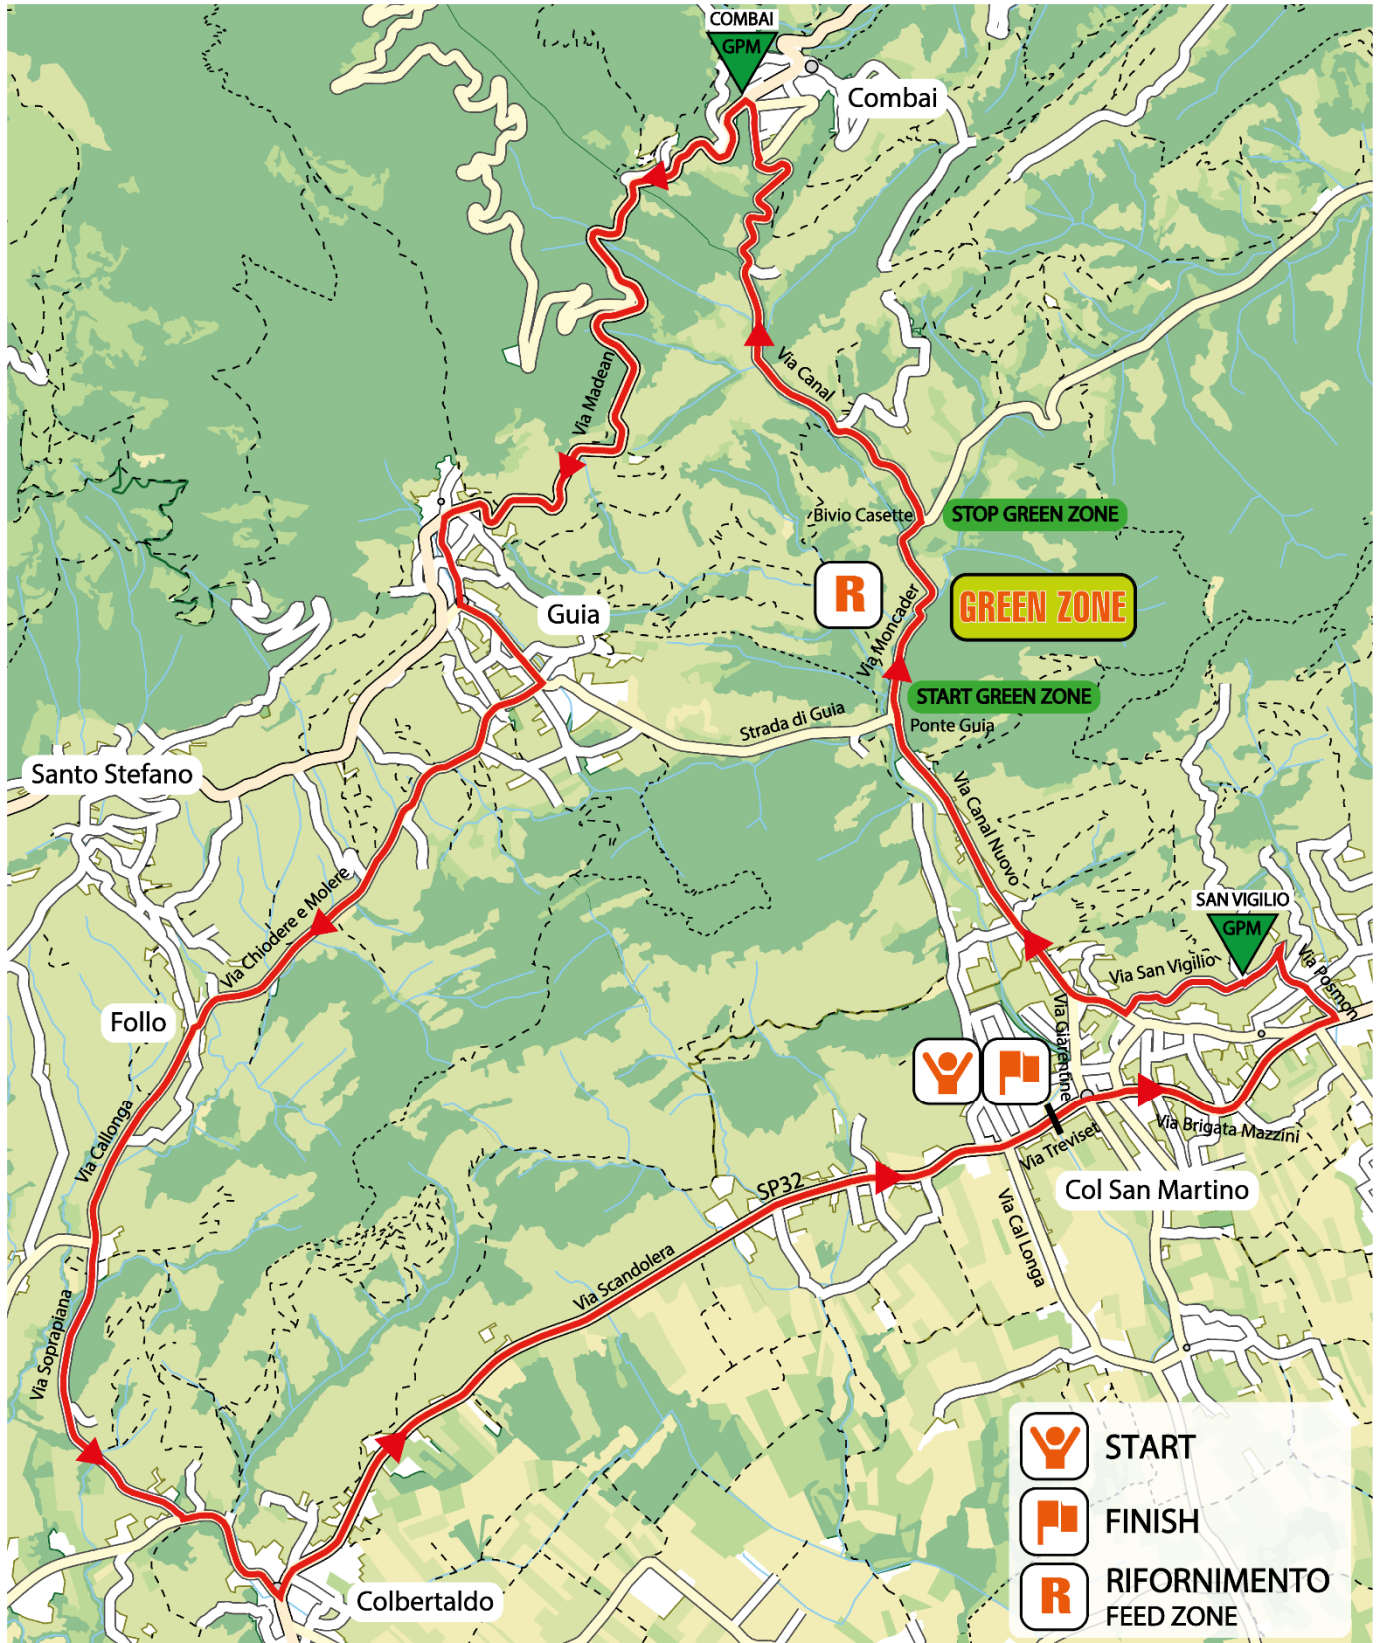 COMBAI
GPM
Combai
Via Canal
Via Madean
Bivio Casette
STOP GREEN ZONE
R
GREEN ZONE
Via Moncader
Guia
START GREEN ZONE
Strada di Guia
Ponte Guia
Santo Stefano
Via Canal Nuovo
Via Chiodere e Molere
SAN VIGILIO
GPM
Via San Vigilio
Via Posmon
Follo
Via Giarentine
Via Callonga
Via Brigata Mazzini
Via Treviset
SP32
Col San Martino
Via Cal Longa
Via Scandolera
Via Soprapiana
START
FINISH
R
RIFORNIMENTO
FEED ZONE
Colbertaldo